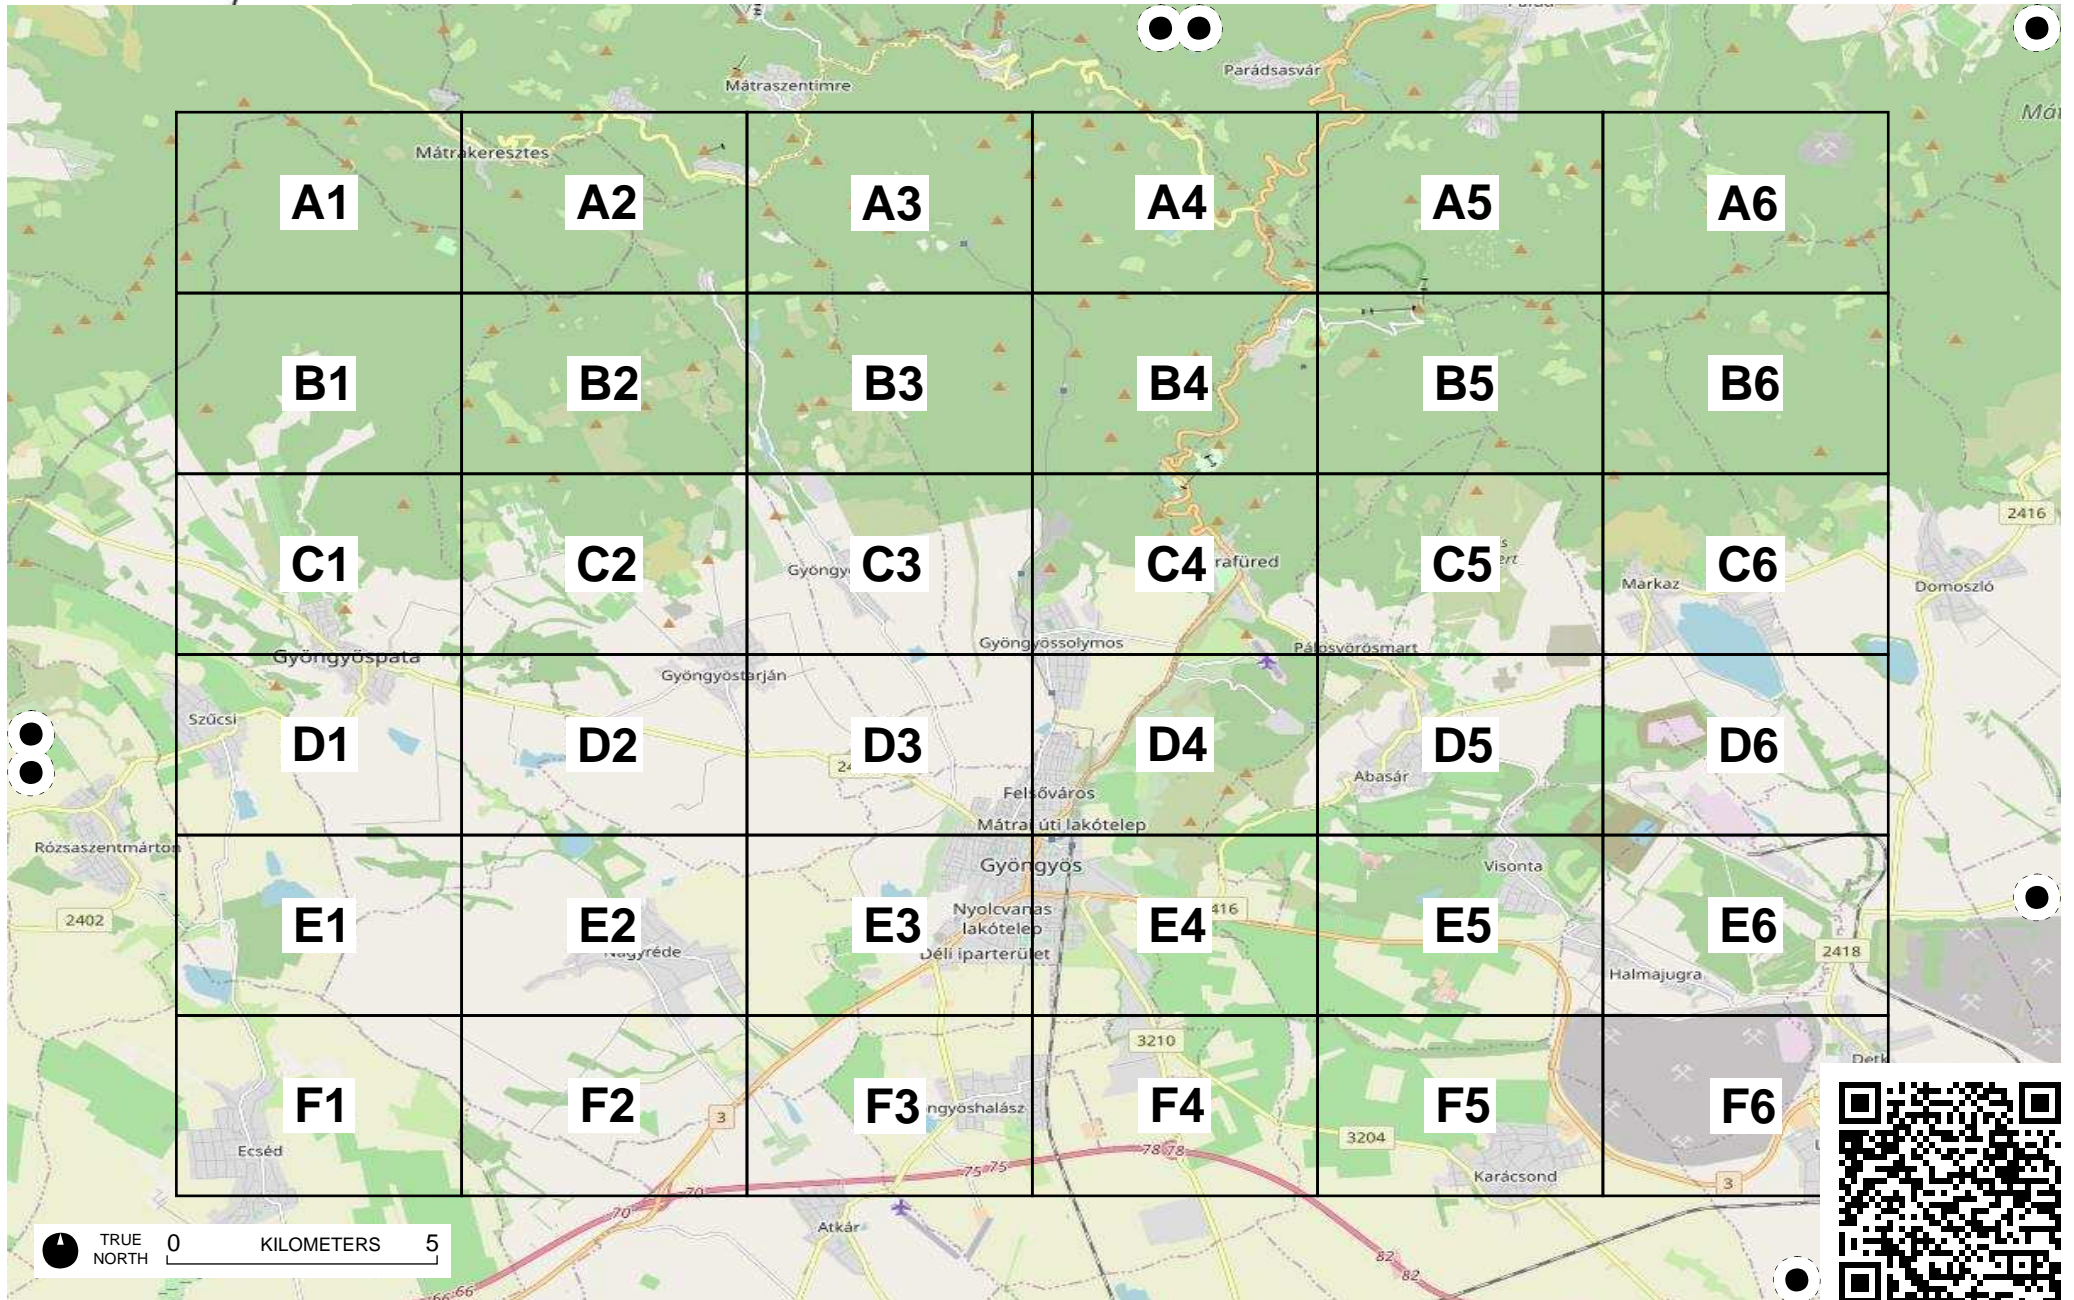 Parádsasvár
Mátraszentimre
Mátrakeresztes
A1
A2
A3
A4
A5
A6
B1
B2
B3
B4
B5
B6
2416
C1
C2
C3
C4
C5
C6
rafüred
Markaz
Domoszló
Gyöngyössolymos
Pálosvörösmart
Gyöngyöspata
Gyöngyöstarján
Szűcsi
D1
D2
D3
D4
D5
D6
Abasár
Felsőváros
Mátrai úti lakótelep
Rózsaszentmárton
Gyöngyös
Visonta
2402
E1
E2
E3
E4
E5
E6
416
Nyolcvanas
lakótelep
Déli iparterület
Nagyréde
2418
Halmajugra
3210
Detk
F1
F2
F3
F4
F5
F6
ngyöshalász
3
3204
Ecséd
78 78
75 75
Karácsond
3
70
70
Atkár
82
82
66 66
TRUE
NORTH
0 KILOMETERS 5